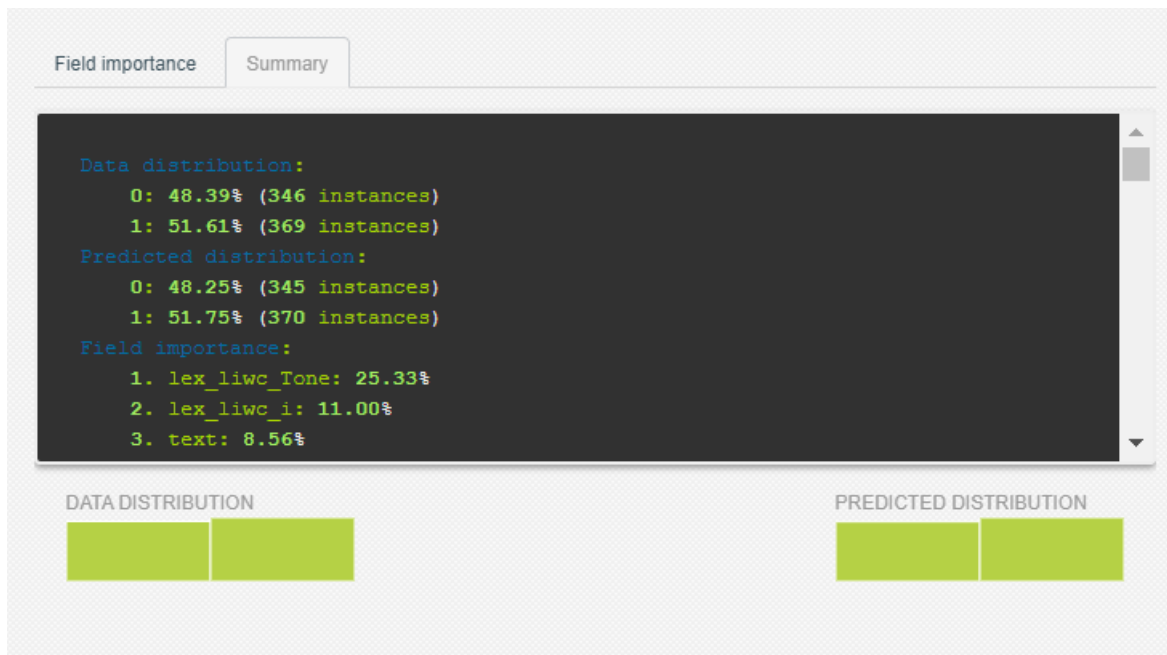 Field importance
Summary
Data distribution:
0: 48.39% (346 instances)
1: 51.61% (369 instances)
Predicted distribution:
0: 48.25% (345 instances)
1: 51.75% (370 instances)
Field importance:
1. lex_liwc_Tone: 25.33%
2. lex_liwc_i: 11.00%
3. text: 8.56%
DATA DISTRIBUTION
PREDICTED DISTRIBUTION